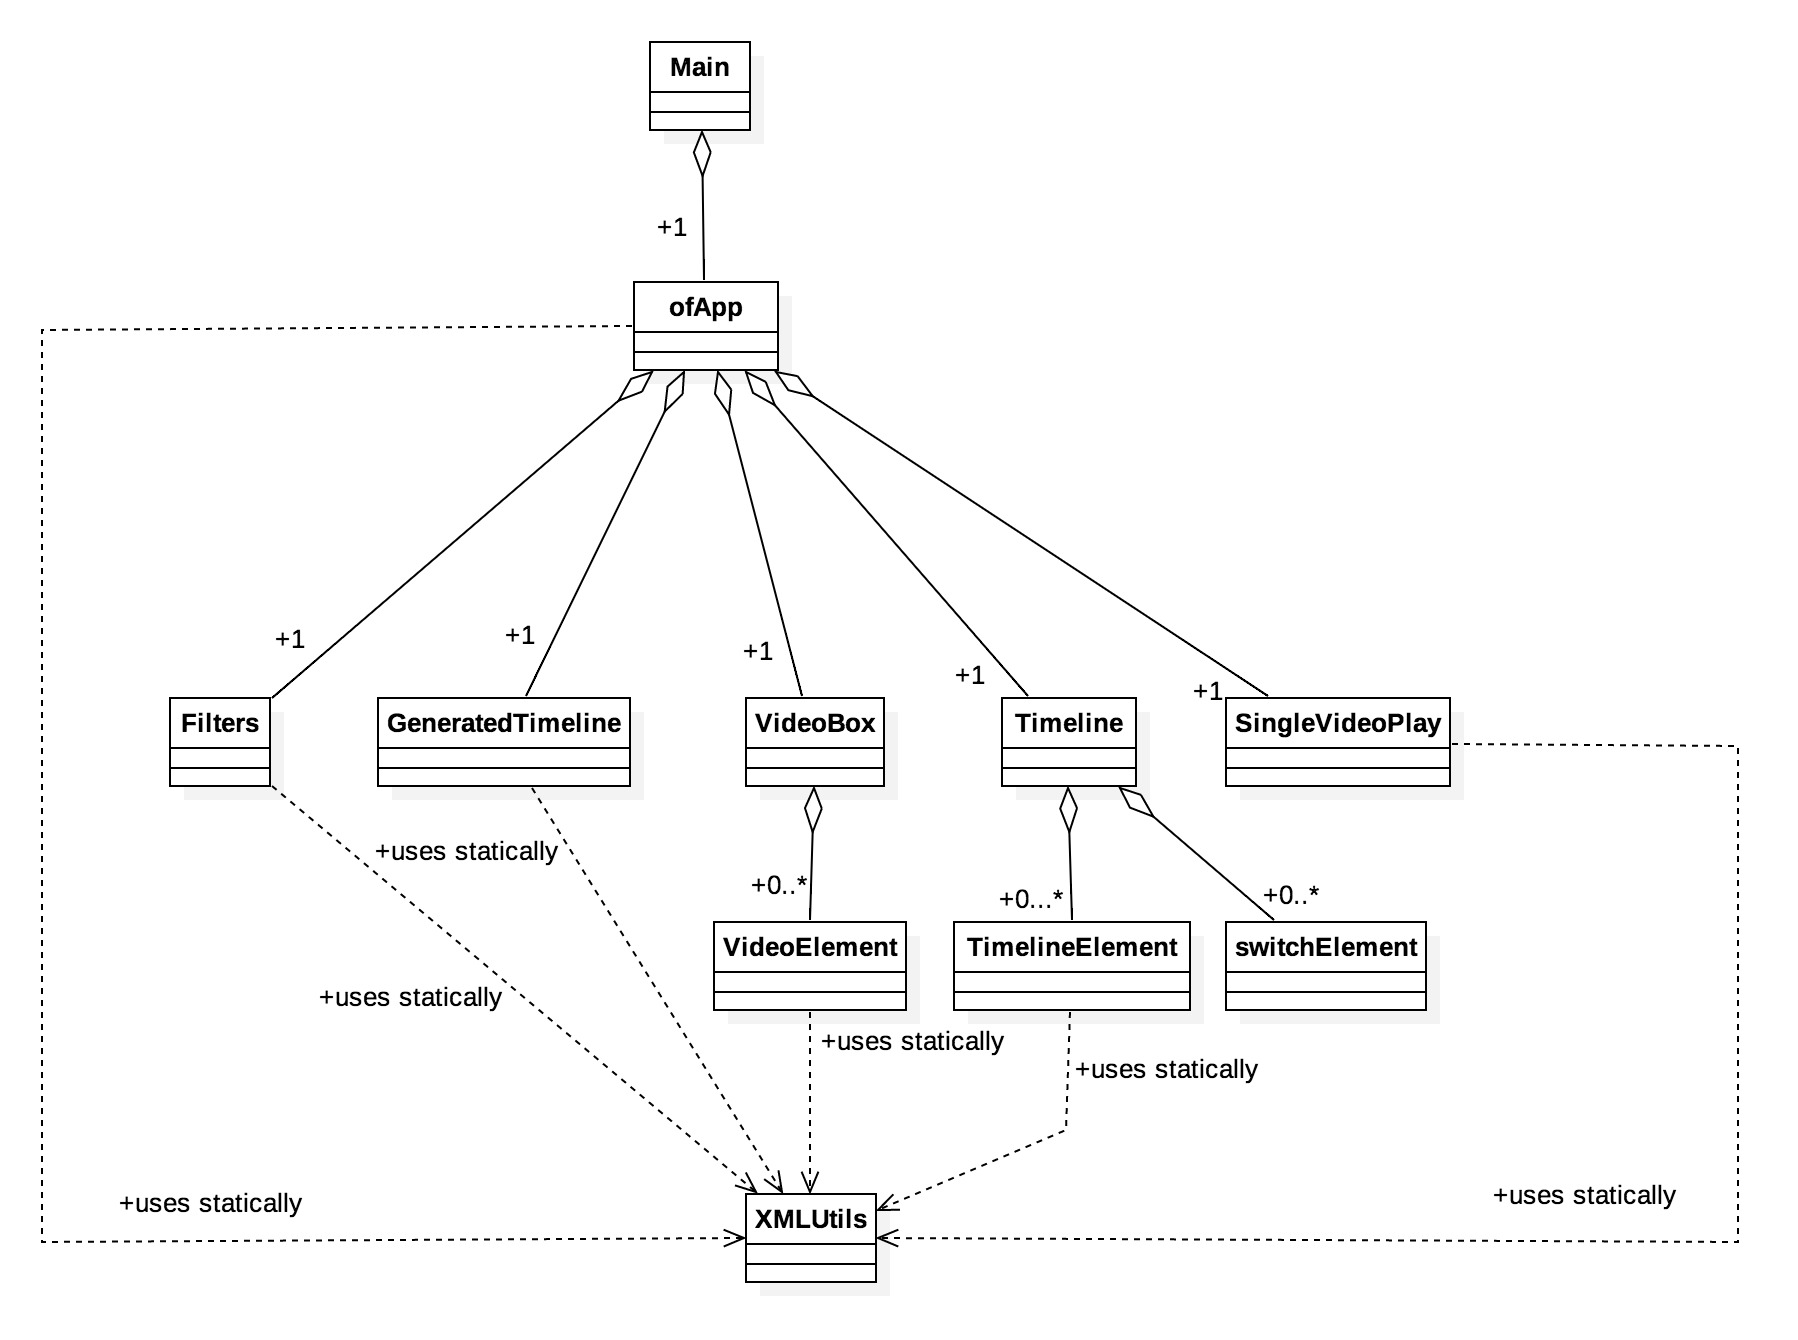 Main
+1
ofApp
+1
+1
+1
+1
+1
Filters
GeneratedTimeline
VideoBox
Timeline
SingleVideoPlay
+uses statically
+0..*
+0...*
+0..*
VideoElement
TimelineElement
switchElement
+uses statically
+uses statically
+uses statically
+uses statically
+uses statically
XMLUtils